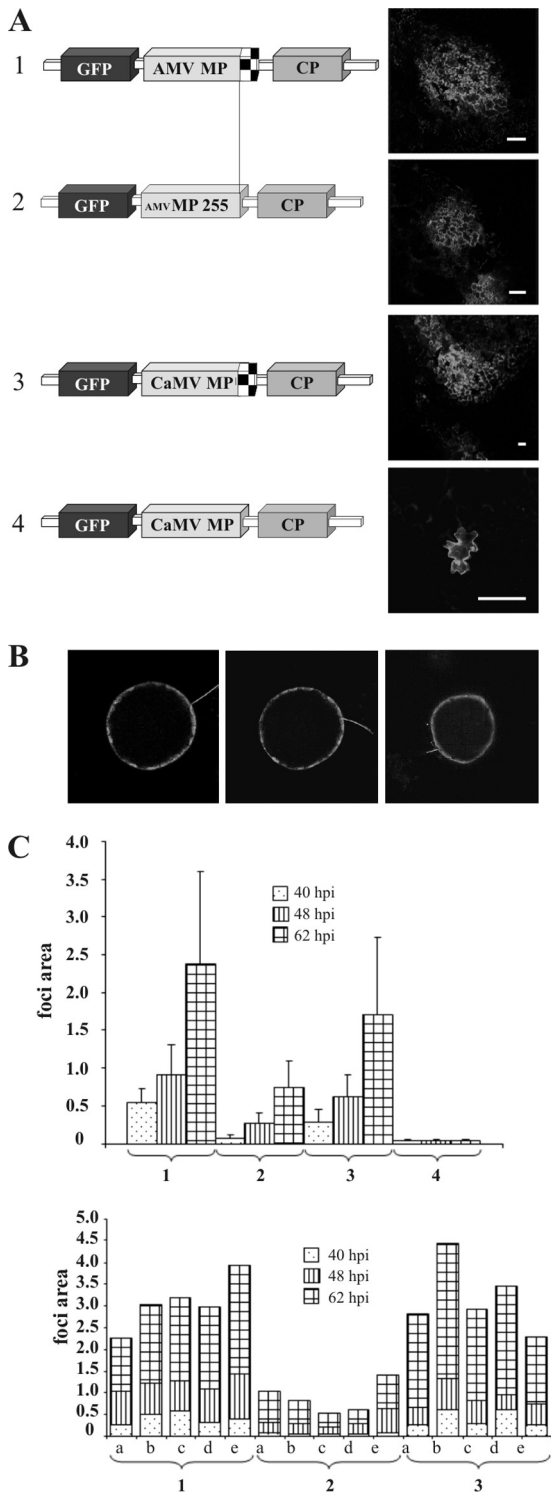 A
1 GFP AMV MP CP
2 GFP AMV MP 255 CP
3 GFP CaMV MP CP
4 GFP CaMV MP CP
B
C
4.0
3.5
3.0
2.5
2.0
1.5
1.0
0.5
0
foci area
40 hpi
48 hpi
62 hpi
1 2 3 4
5.0
4.5
4.0
3.5
3.0
2.5
2.0
1.5
1.0
0.5
0
foci area
40 hpi
48 hpi
62 hpi
a b c d e a b c d e a b c d e
1 2 3